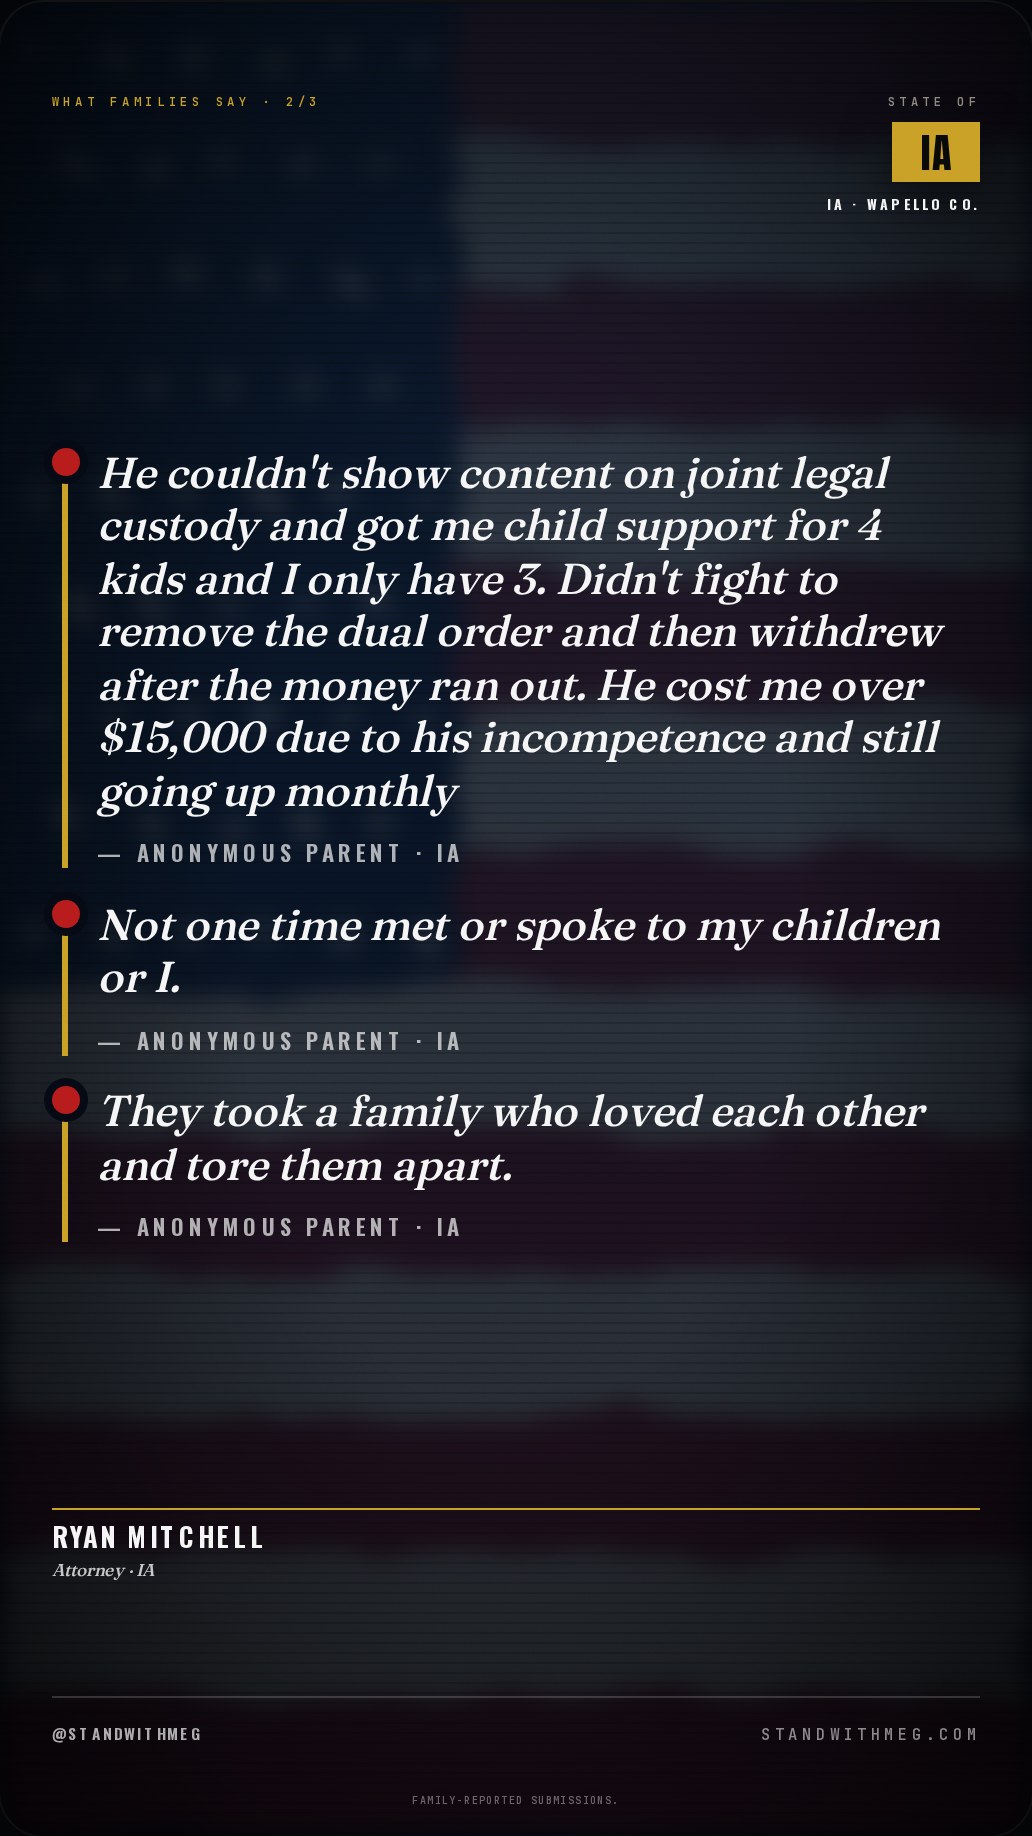 WHAT FAMILIES SAY · 2/3
STATE OF
IA
IA · WAPELLO CO.
He couldn't show content on joint legal
custody and got me child support for 4
kids and I only have 3. Didn't fight to
remove the dual order and then withdrew
after the money ran out. He cost me over
$15,000 due to his incompetence and still
going up monthly
— ANONYMOUS PARENT · IA
Not one time met or spoke to my children
or I.
— ANONYMOUS PARENT · IA
They took a family who loved each other
and tore them apart.
— ANONYMOUS PARENT · IA
RYAN MITCHELL
Attorney · IA
@STANDWITHMEG
STANDWITHMEG.COM
FAMILY-REPORTED SUBMISSIONS.